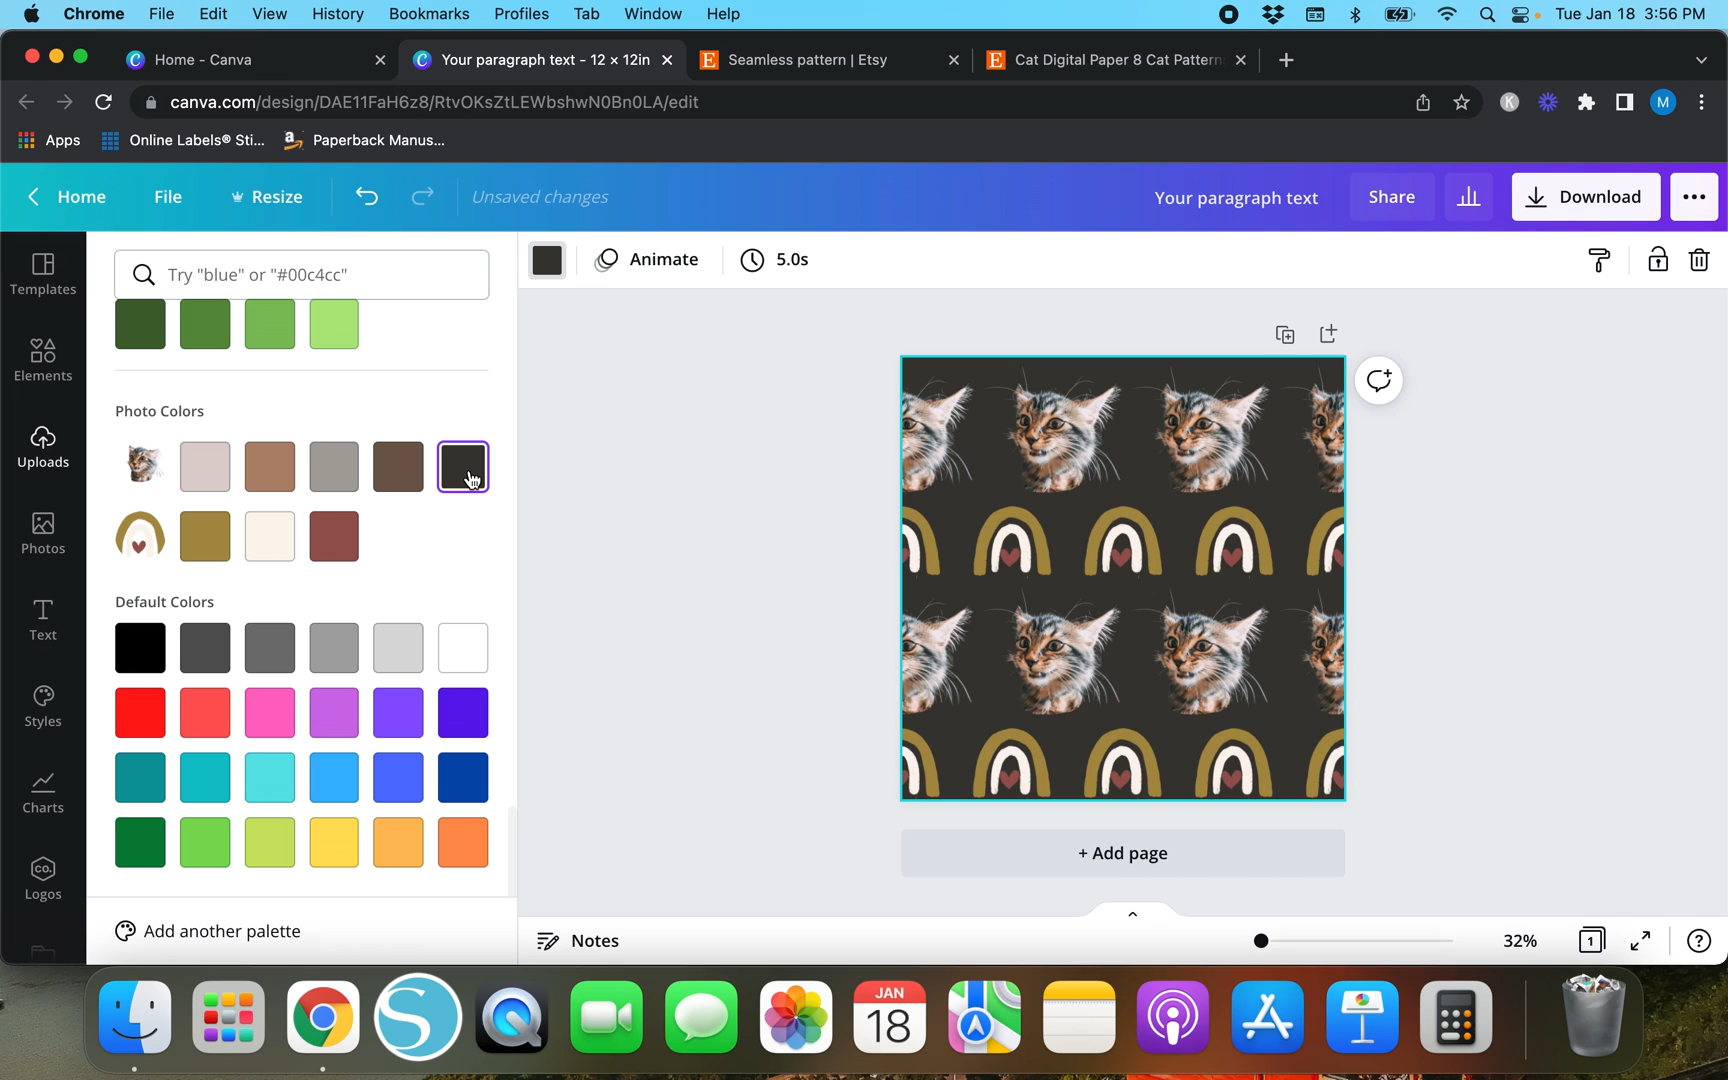 Chrome File Edit View History Bookmarks Profiles Tab Window Help Tue Jan 18 3:56 PM
Home - Canva Your paragraph text - 12 × 12in Seamless pattern | Etsy Cat Digital Paper 8 Cat Pattern
canva.com/design/DAE11FaH6z8/RtvOKsZtLEWbshwN0Bn0LA/edit K M
Apps Online Labels® Sti... Paperback Manus...
Home File Resize Unsaved changes Your paragraph text Share Download
Try "blue" or "#00c4cc" Animate 5.0s
Templates
Elements
Photo Colors
Uploads
Photos
Default Colors
Text
Styles
Charts
+ Add page
co.
Logos
Add another palette
Notes 32% 1
JAN
18